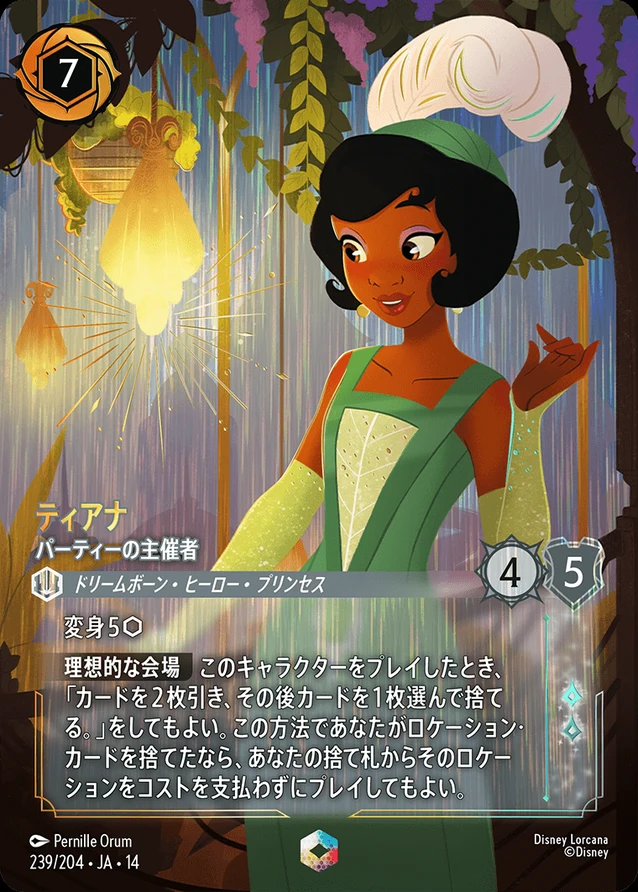 7
ティアナ
パーティーの主催者
4
5
ドリームボーン・ヒーロー・プリンセス
変身5⬡
理想的な会場 このキャラクターをプレイしたとき、
「カードを2枚引き、その後カードを1枚選んで捨て
る。」をしてもよい。この方法であなたがロケーション・
カードを捨てたなら、あなたの捨て札からそのロケー
ションをコストを支払わずにプレイしてもよい。
Pernille Orum
239/204・JA・14
Disney Lorcana
©Disney